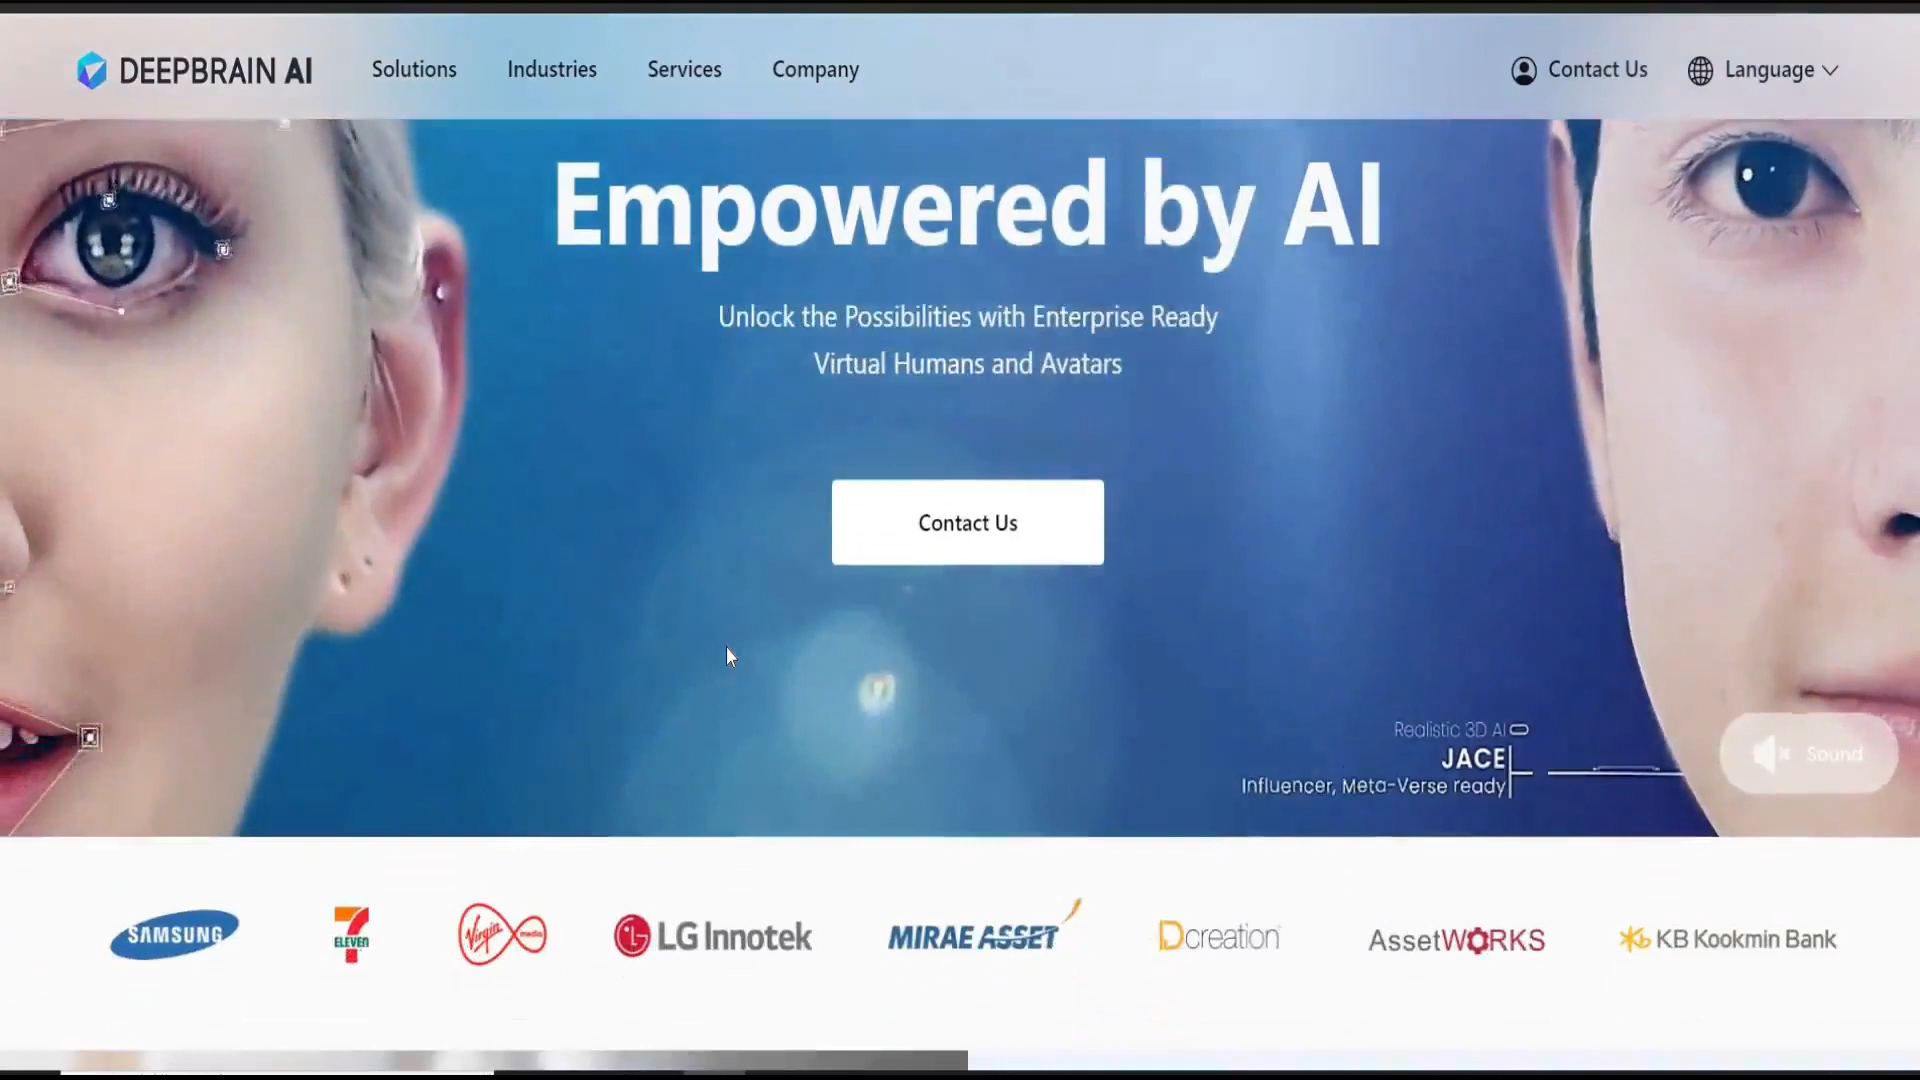 DEEPBRAIN AI
Solutions
Industries
Services
Company
Contact Us
Language
Empowered by AI
Unlock the Possibilities with Enterprise Ready
Virtual Humans and Avatars
Contact Us
Realistic 3D AI
JACE
Influencer, Meta-Verse ready
Sound
SAMSUNG
7 ELEVEN
Virgin media
LG Innotek
MIRAE ASSET
Dcreation
AssetWORKS
KB Kookmin Bank